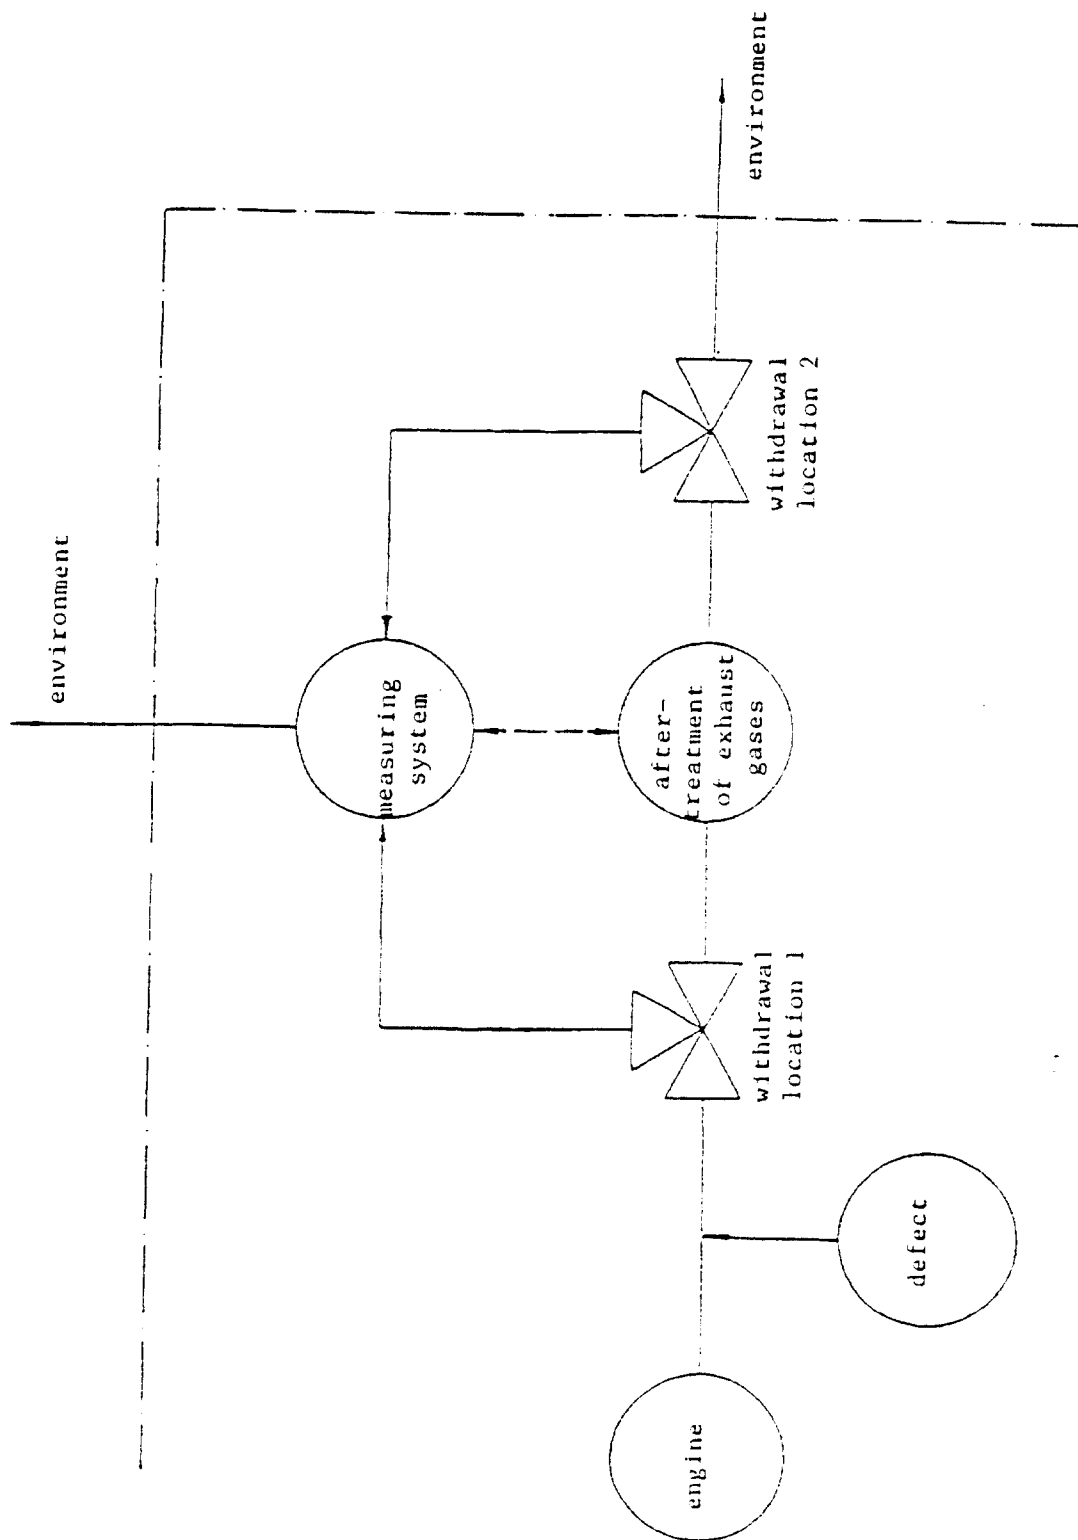 environment
environment
measuring
system
after-
treatment
of exhaust
gases
withdrawal
location 1
withdrawal
location 2
engine
defect